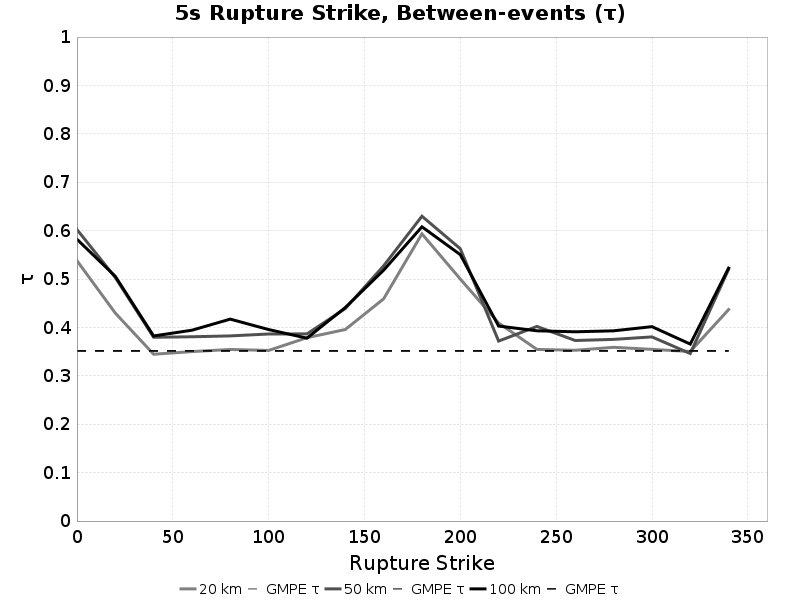 5s Rupture Strike, Between-events (τ)
1
0.9
0.8
0.7
0.6
0.5
0.4
0.3
0.2
0.1
0
τ
0 50 100 150 200 250 300 350
Rupture Strike
20 km GMPE τ 50 km GMPE τ 100 km GMPE τ